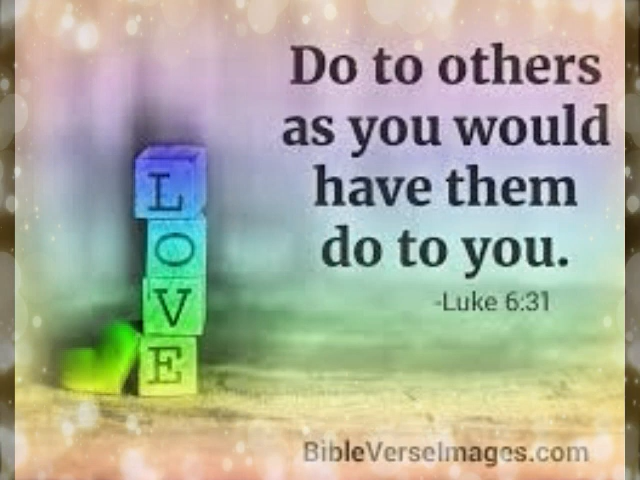 Do to others
as you would
have them
do to you.
-Luke 6:31
L
O
V
E
BibleVerseImages.com